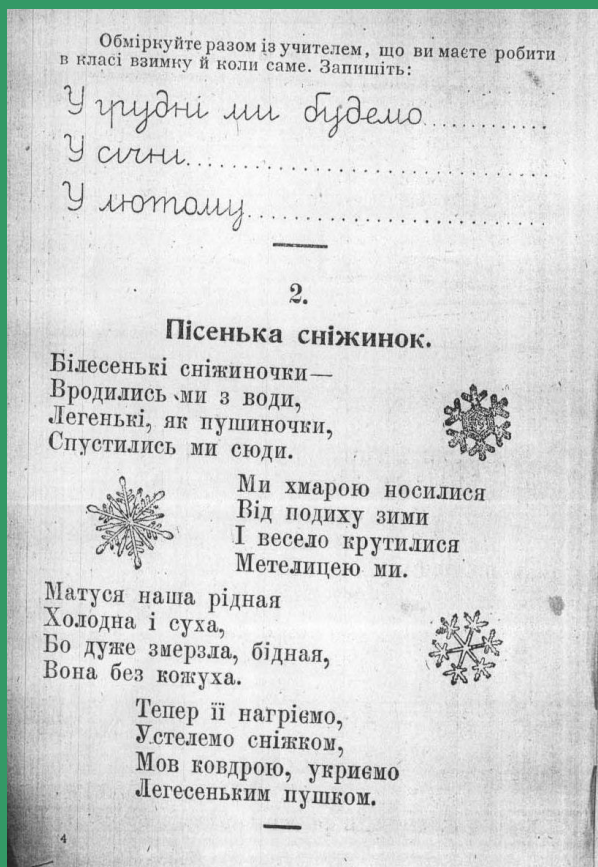 Обміркуйте разом із учителем, що ви маєте робити
в класі взимку й коли саме. Запишіть:
У грудні ми будемо..............
У січни..............................
У лютому..........................
2.
Пісенька сніжинок.
Білесенькі сніжиночки—
Вродились ми з води,
Легенькі, як пушиночки,
Спустились ми сюди.
Ми хмарою носилися
Від подиху зими
І весело крутилися
Метелицею ми.
Матуся наша рідная
Холодна і суха,
Бо дуже змерзла, бідная,
Вона без кожуха.
Тепер її нагріємо,
Устелемо сніжком,
Мов ковдрою, укриємо
Легесеньким пушком.
4